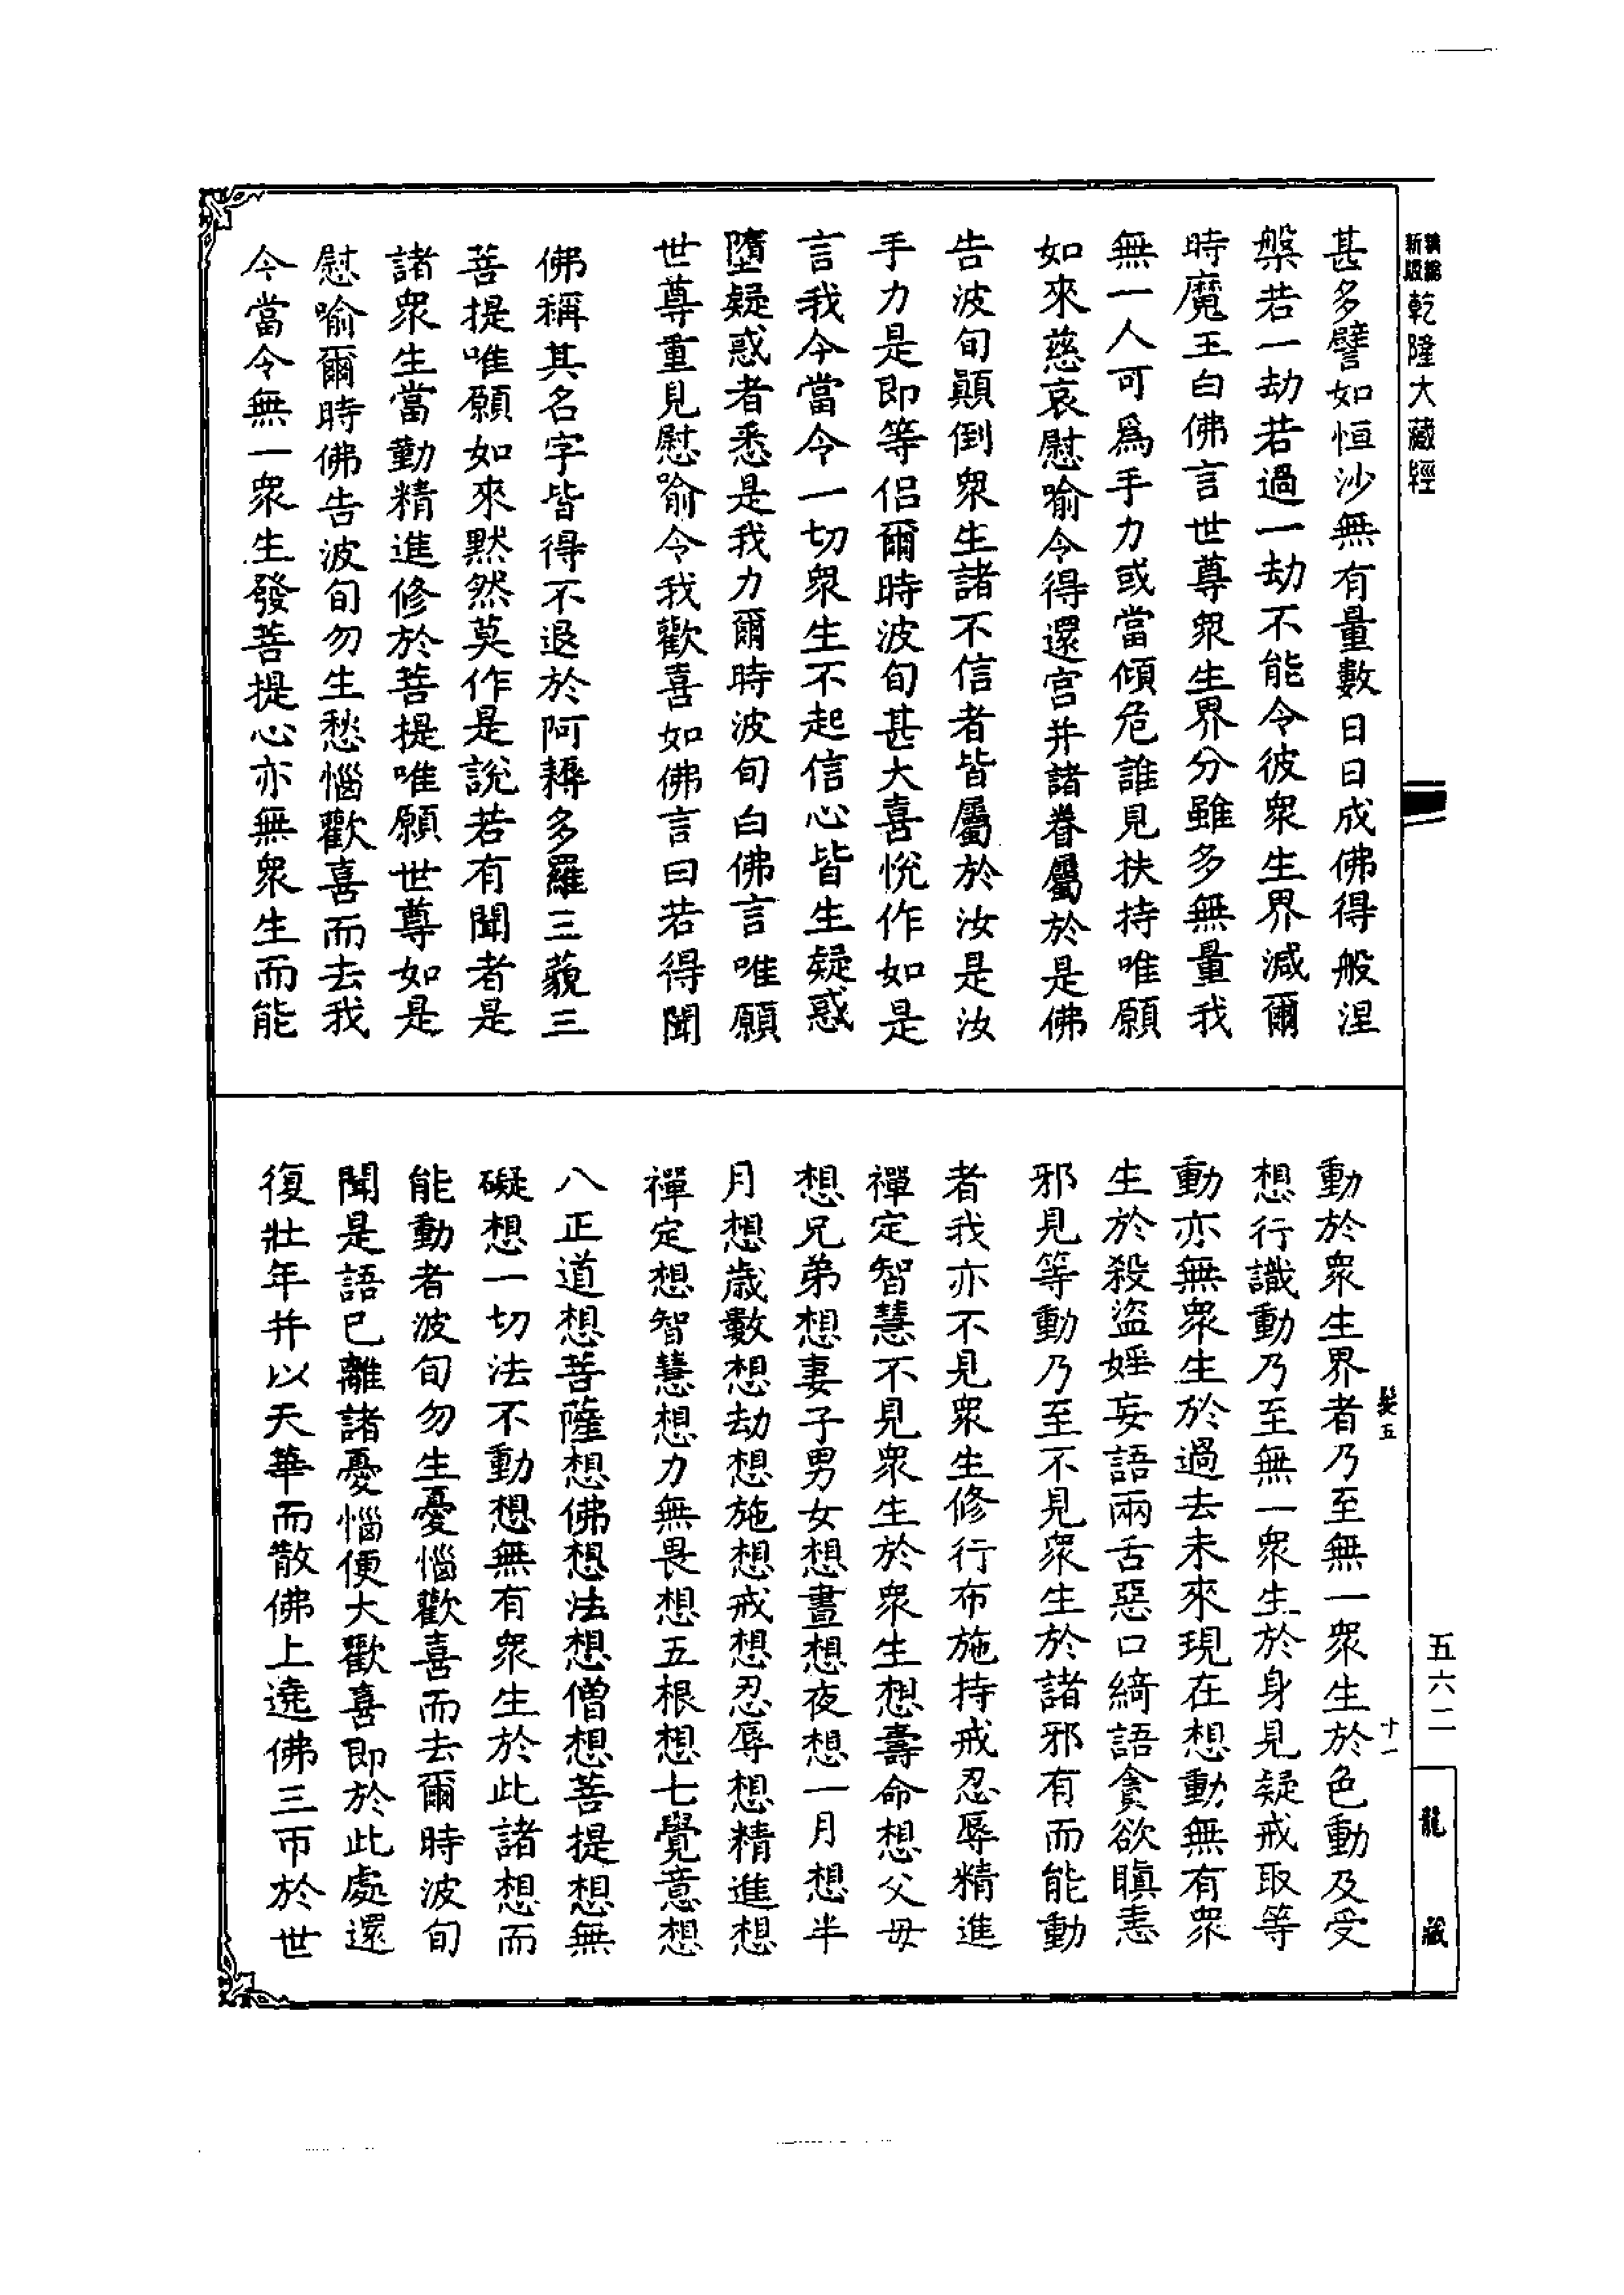 新編縮版
乾隆大藏經
甚多譬如恒沙無有量數日日成佛得般涅
槃若一劫若過一劫不能令彼衆生界減爾
時魔王白佛言世尊衆生界分雖多無量我
無一人可爲手力或當傾危誰見扶持唯願
如來慈哀慰喻令得還宮并諸眷屬於是佛
告波旬顛倒衆生諸不信者皆屬於汝是汝
手力是即等侶爾時波旬甚大喜悅作如是
言我今當令一切衆生不起信心皆生疑惑
墮疑惑者悉是我力爾時波旬白佛言唯願
世尊重見慰喻令我歡喜如佛言曰若得聞
佛稱其名字皆得不退於阿耨多羅三藐三
菩提唯願如來默然莫作是說若有聞者是
諸衆生當勤精進修於菩提唯願世尊如是
慰喻爾時佛告波旬勿生愁惱歡喜而去我
今當令無一衆生發菩提心亦無衆生而能
動於衆生界者乃至無一衆生於色動及受
想行識動乃至無一衆生於身見疑戒取等
動亦無衆生於過去未來現在想動無有衆
生於殺盜婬妄語兩舌惡口綺語貪欲瞋恚
邪見等動乃至不見衆生於諸邪有而能動
者我亦不見衆生修行布施持戒忍辱精進
禪定智慧不見衆生於衆生想壽命想父母
想兄弟想妻子男女想晝想夜想一月想半
月想歲數想劫想施想戒想忍辱想精進想
禪定想智慧想力無畏想五根想七覺意想
八正道想菩薩想佛想法想僧想菩提想無
礙想一切法不動想無有衆生於此諸想而
能動者波旬勿生憂惱歡喜而去爾時波旬
聞是語已離諸憂惱便大歡喜即於此處還
復壯年并以天華而散佛上遶佛三帀於世
髮五
十一
五六二
龍藏